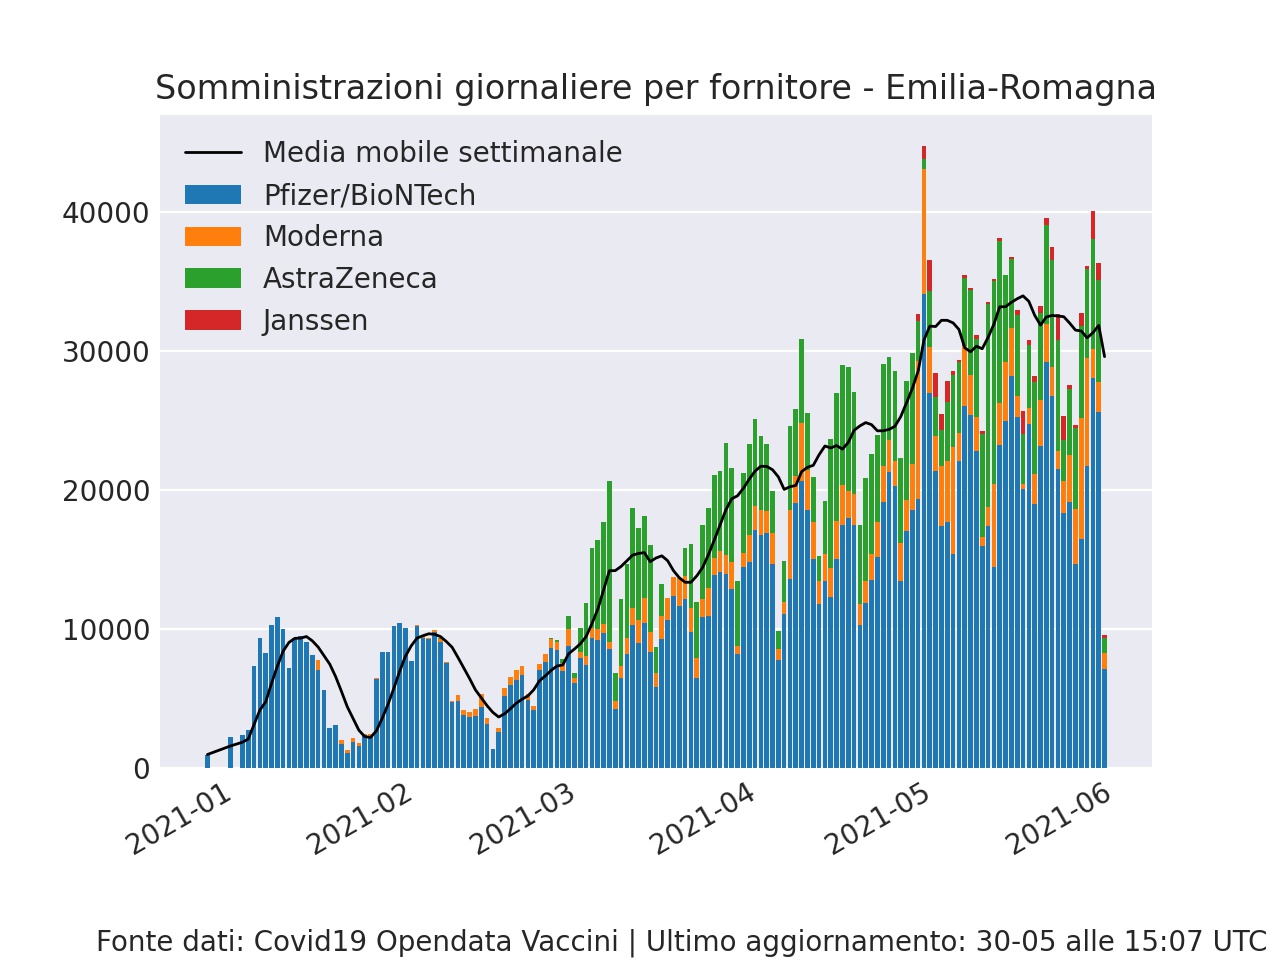 Somministrazioni giornaliere per fornitore - Emilia-Romagna
Media mobile settimanale
Pfizer/BioNTech
Moderna
AstraZeneca
Janssen
40000
30000
20000
10000
0
2021-01
2021-02
2021-03
2021-04
2021-05
2021-06
Fonte dati: Covid19 Opendata Vaccini | Ultimo aggiornamento: 30-05 alle 15:07 UTC